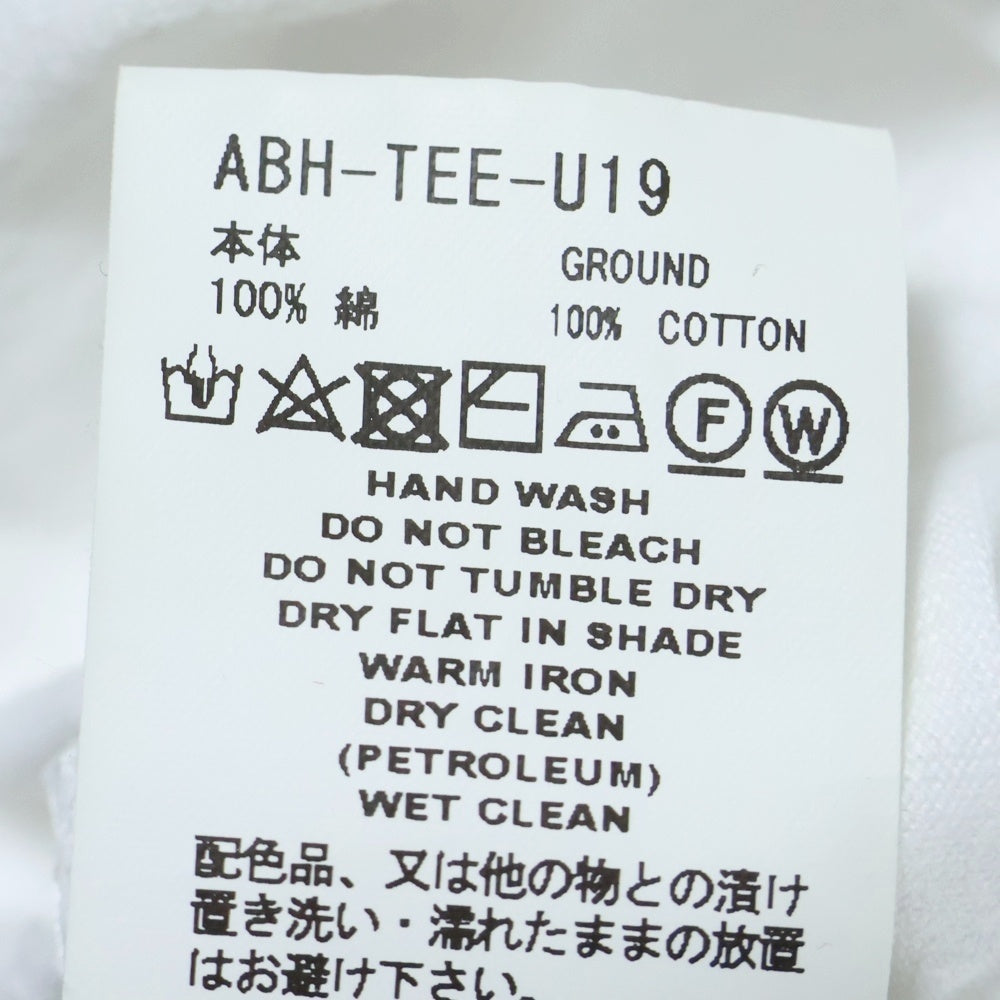 ABH-TEE-U19
本体 GROUND
100% 綿 100% COTTON
F W
HAND WASH
DO NOT BLEACH
DO NOT TUMBLE DRY
DRY FLAT IN SHADE
WARM IRON
DRY CLEAN
(PETROLEUM)
WET CLEAN
配色品、又は他の物との漬け
置き洗い・濡れたままの放置
はお避け下さい。